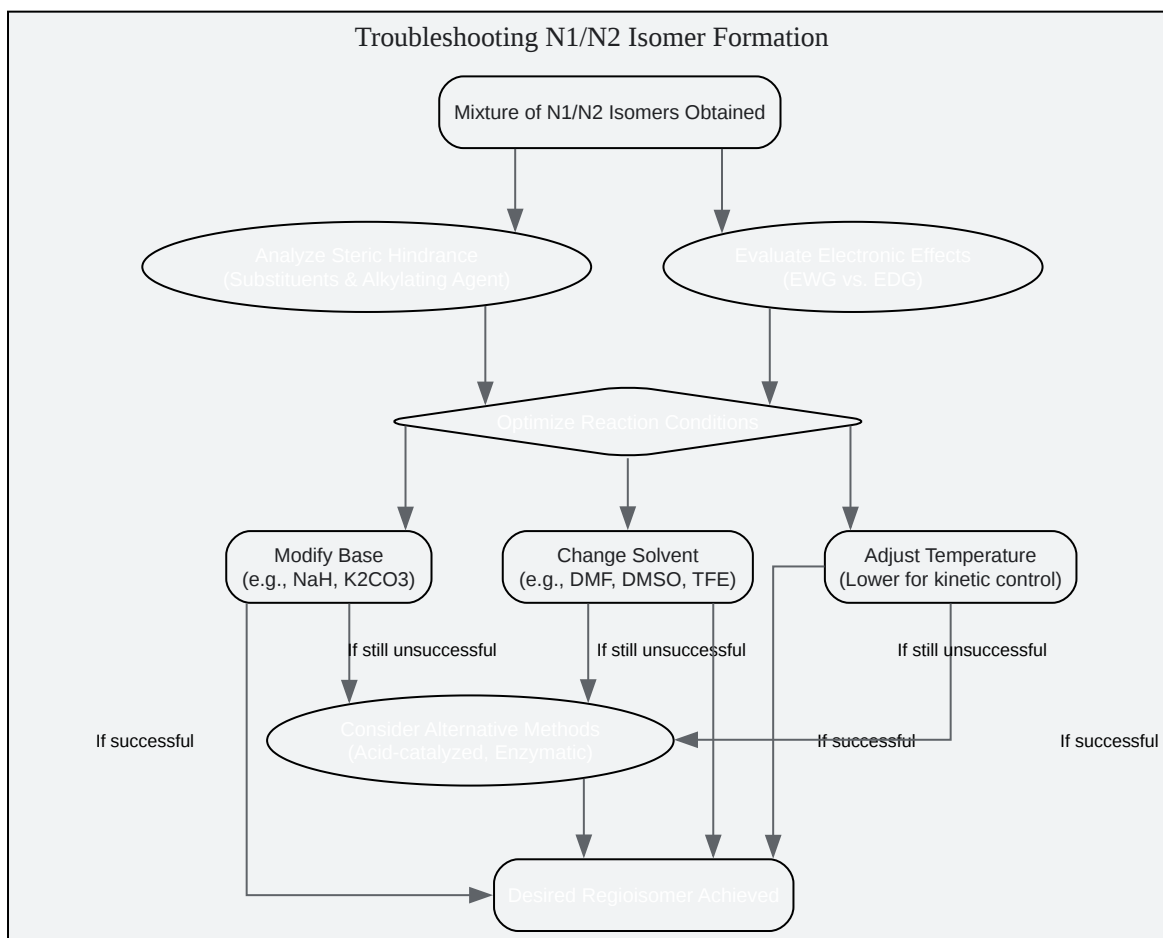 Troubleshooting N1/N2 Isomer Formation
Mixture of N1/N2 Isomers Obtained
Analyze Steric Hindrance
(Substituents & Alkylating Agent)
Evaluate Electronic Effects
(EWG vs. EDG)
Optimize Reaction Conditions
Modify Base
(e.g., NaH, K2CO3)
Change Solvent
(e.g., DMF, DMSO, TFE)
Adjust Temperature
(Lower for kinetic control)
If still unsuccessful
If still unsuccessful
If still unsuccessful
Consider Alternative Methods
(Acid-catalyzed, Enzymatic)
If successful
If successful
If successful
Desired Regioisomer Achieved